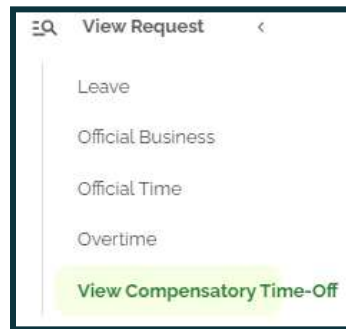 View Request
Leave
Official Business
Official Time
Overtime
View Compensatory Time-Off